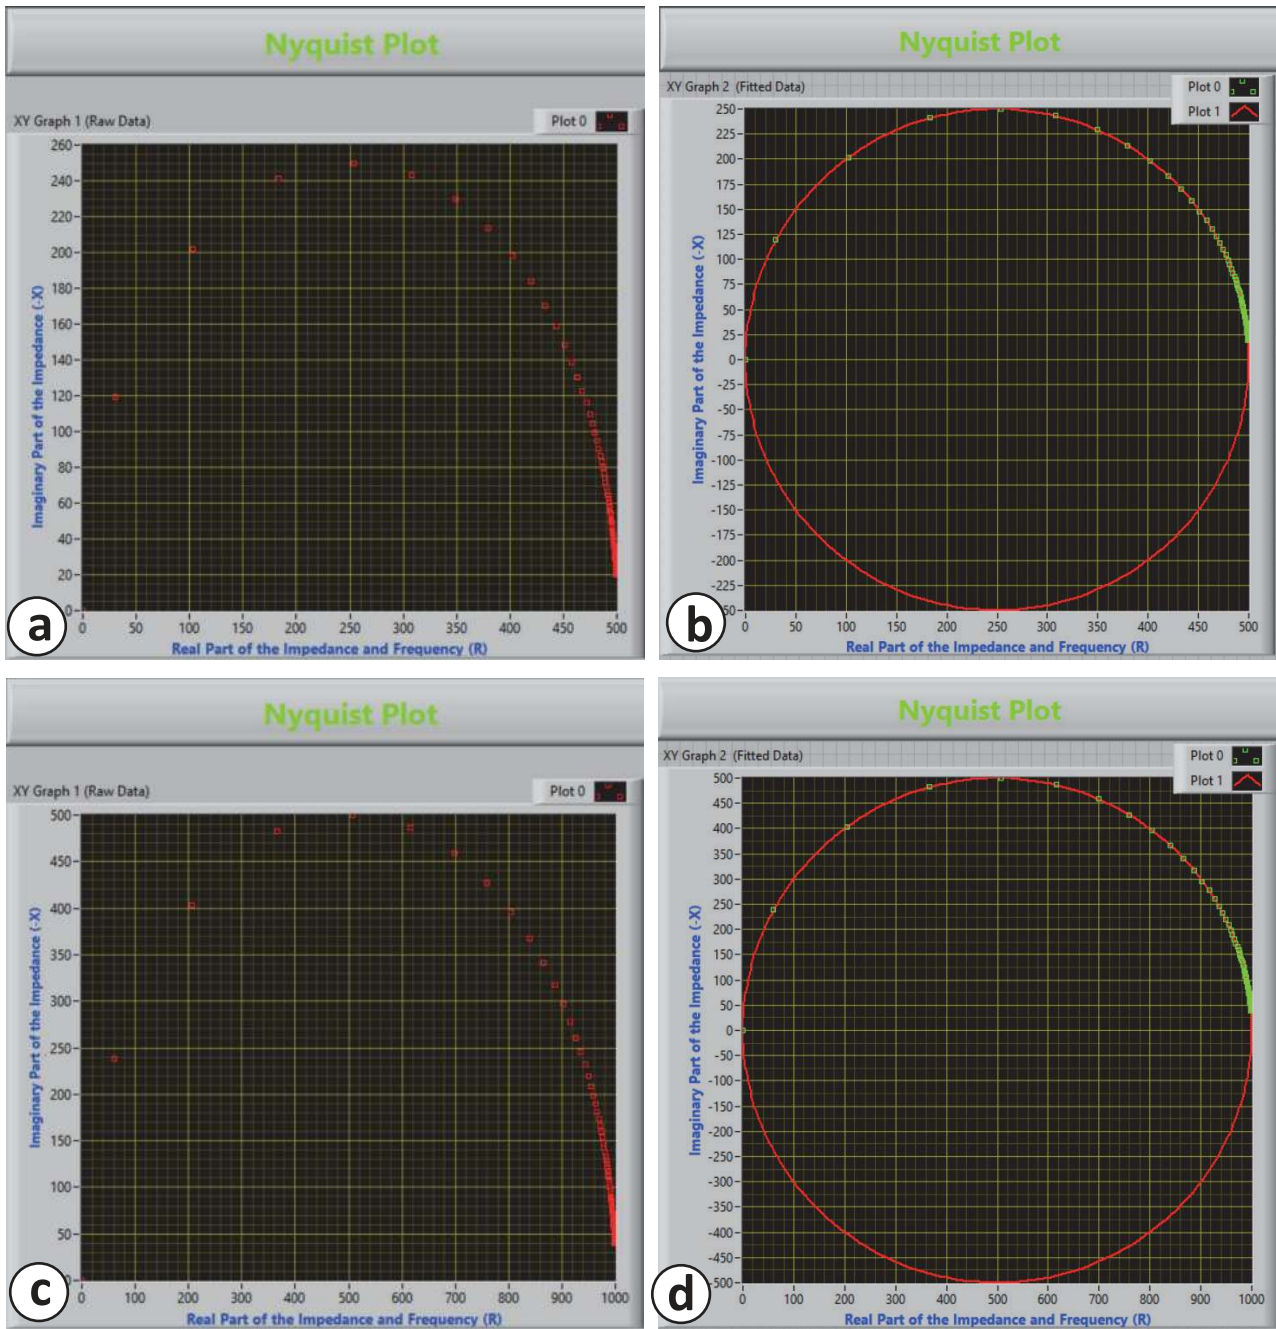 Nyquist Plot
XY Graph 1 (Raw Data)
Plot 0
260
240
220
200
180
160
140
120
100
80
60
40
20
0
Imaginary Part of the Impedance (-X)
0 50 100 150 200 250 300 350 400 450 500
Real Part of the Impedance and Frequency (R)
a
Nyquist Plot
XY Graph 2 (Fitted Data)
Plot 0
Plot 1
250
225
200
175
150
125
100
75
50
25
0
-25
-50
-75
-100
-125
-150
-175
-200
-225
50
Imaginary Part of the Impedance (-X)
0 50 100 150 200 250 300 350 400 450 500
Real Part of the Impedance and Frequency (R)
b
Nyquist Plot
XY Graph 1 (Raw Data)
Plot 0
500
450
400
350
300
250
200
150
100
50
0
Imaginary Part of the Impedance (-X)
0 100 200 300 400 500 600 700 800 900 1000
Real Part of the Impedance and Frequency (R)
c
Nyquist Plot
XY Graph 2 (Fitted Data)
Plot 0
Plot 1
500
450
400
350
300
250
200
150
100
50
0
-50
-100
-150
-200
-250
-300
-350
-400
-450
500
Imaginary Part of the Impedance (-X)
0 100 200 300 400 500 600 700 800 900 1000
Real Part of the Impedance and Frequency (R)
d